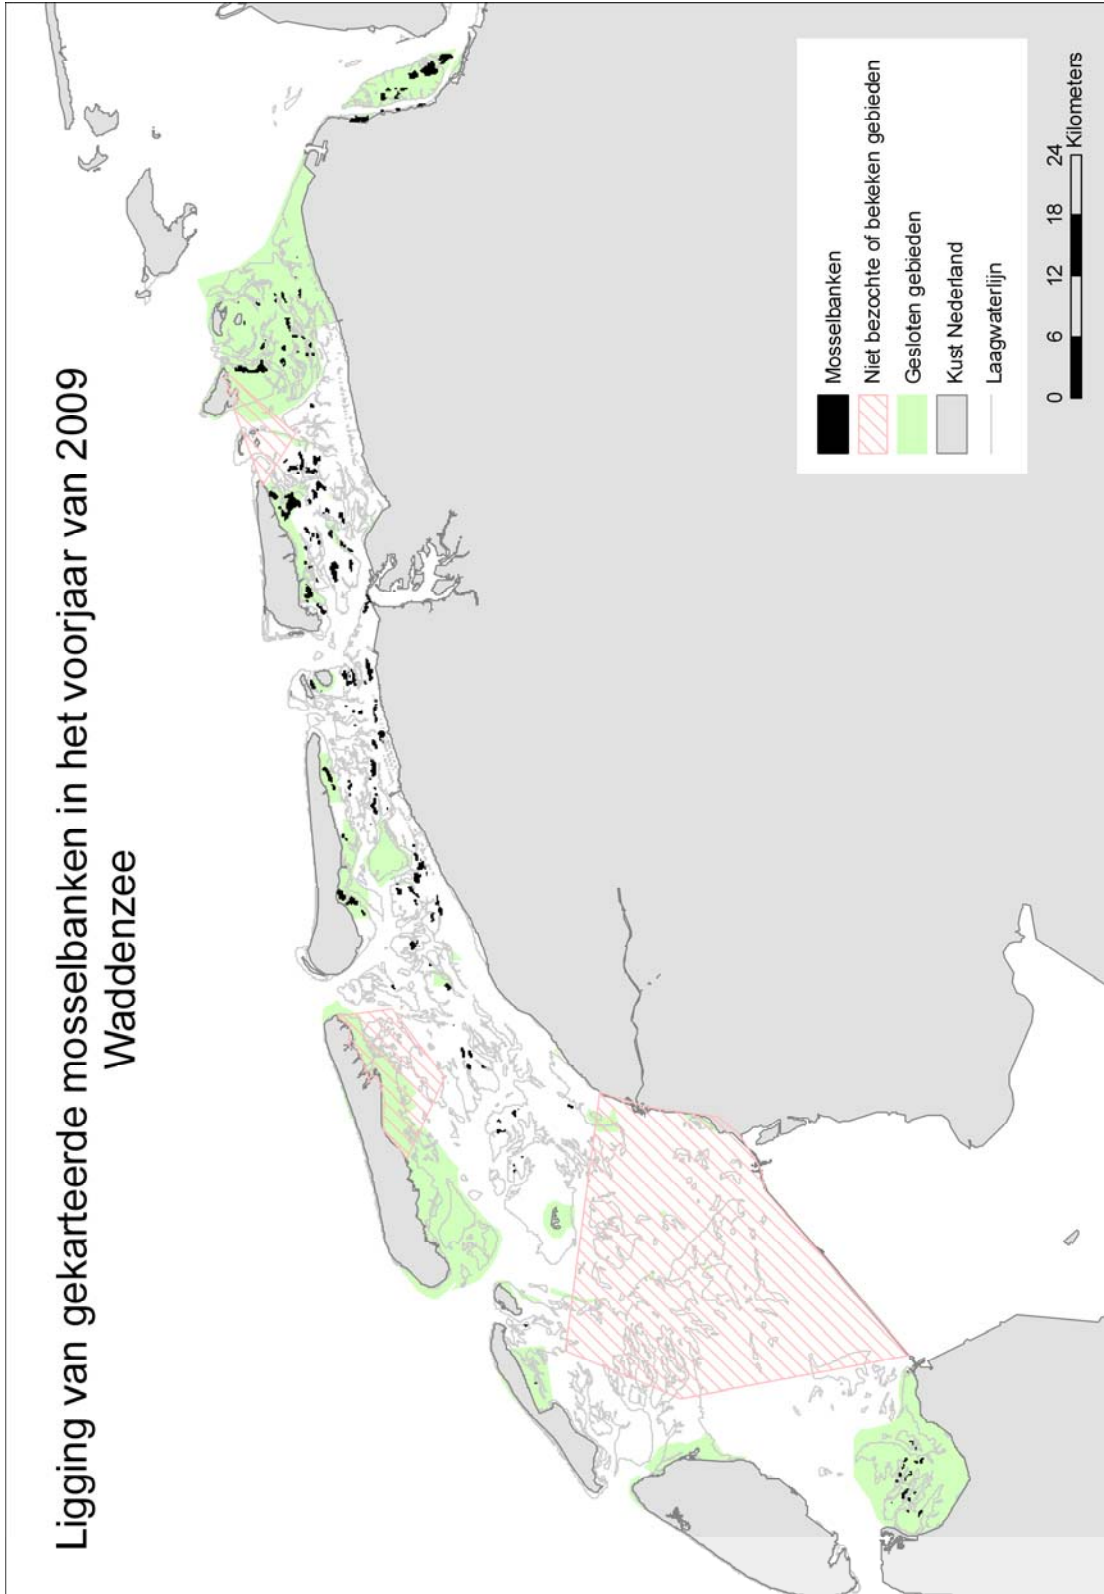 Ligging van gekarteerde mosselbanken in het voorjaar van 2009
Waddenzee
Mosselbanken
Niet bezochte of bekeken gebieden
Gesloten gebieden
Kust Nederland
Laagwaterlijn
0 6 12 18 24
Kilometers